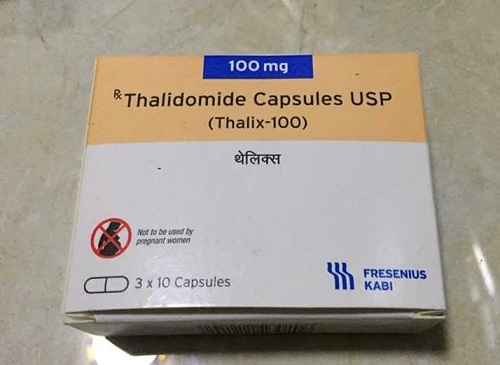 100 mg
℞ Thalidomide Capsules USP
(Thalix-100)
थेलिक्स
Not to be used by
pregnant women
3 x 10 Capsules
FRESENIUS
KABI